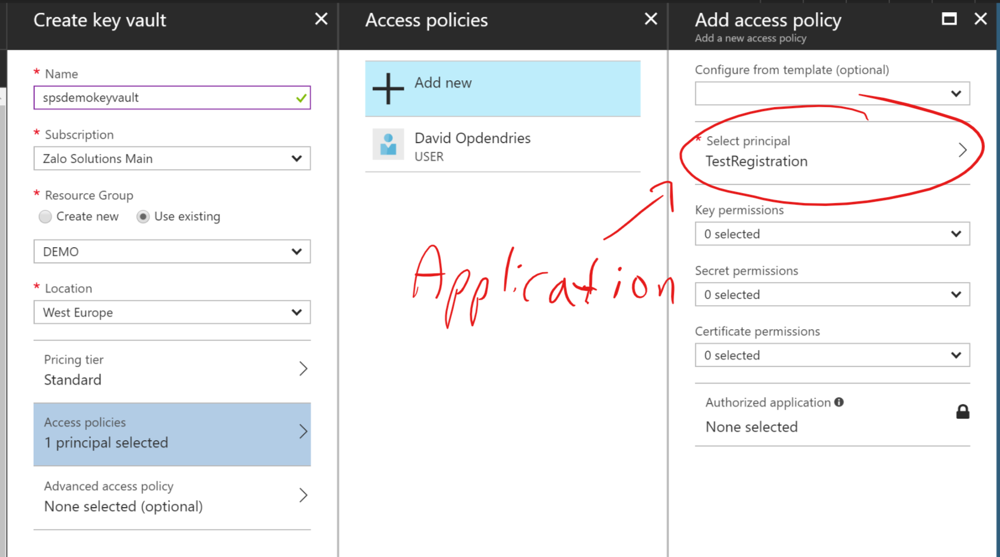 Create key vault
* Name
spsdemokeyvault
* Subscription
Zalo Solutions Main
* Resource Group
Create new Use existing
DEMO
* Location
West Europe
Pricing tier
Standard
Access policies
1 principal selected
Advanced access policy
None selected (optional)
Access policies
Add new
David Opdendries
USER
Application
Add access policy
Add a new access policy
Configure from template (optional)
* Select principal
TestRegistration
Key permissions
0 selected
Secret permissions
0 selected
Certificate permissions
0 selected
Authorized application
None selected